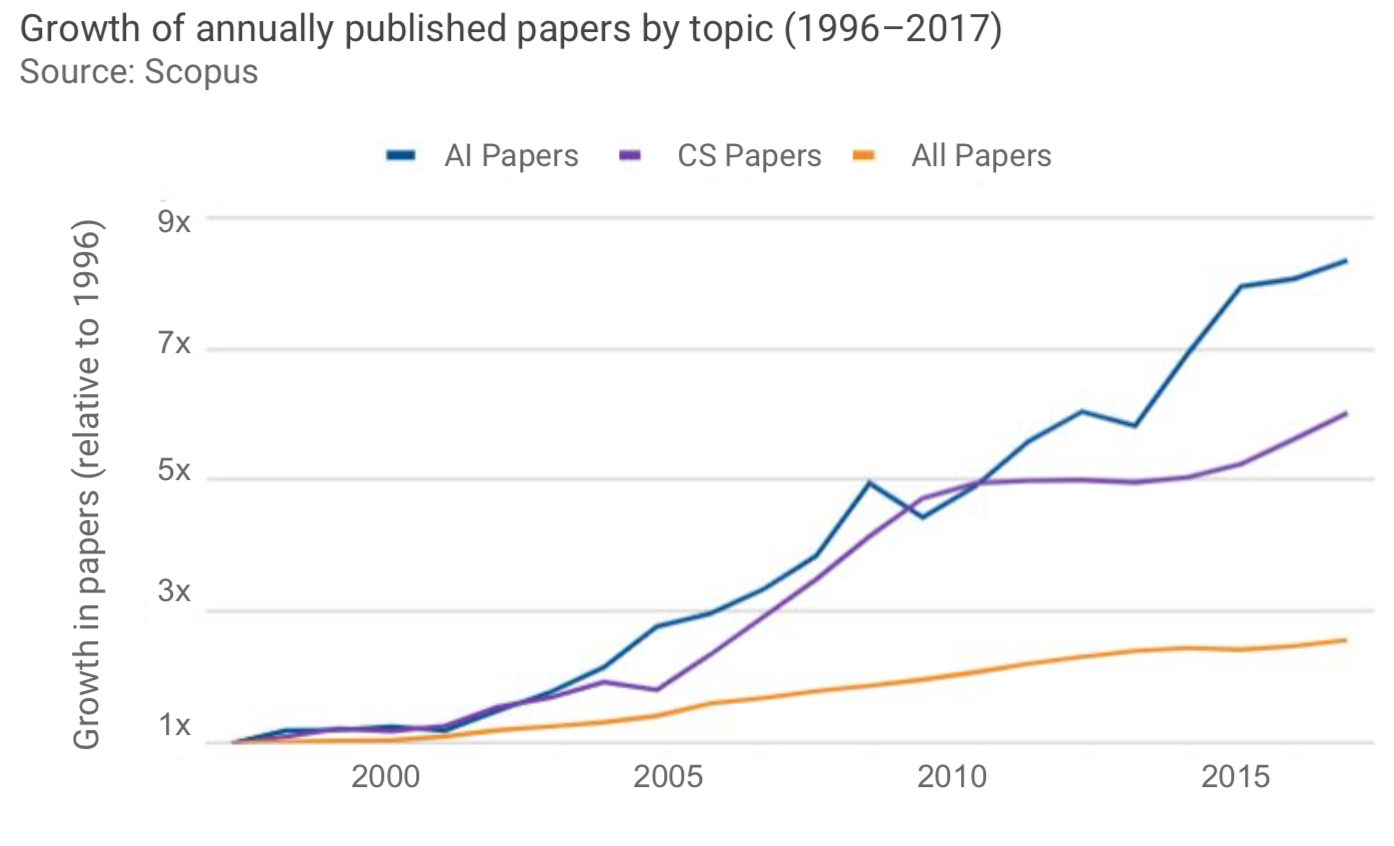 Growth of annually published papers by topic (1996–2017)
Source: Scopus
AI Papers CS Papers All Papers
Growth in papers (relative to 1996)
9x
7x
5x
3x
1x
2000 2005 2010 2015